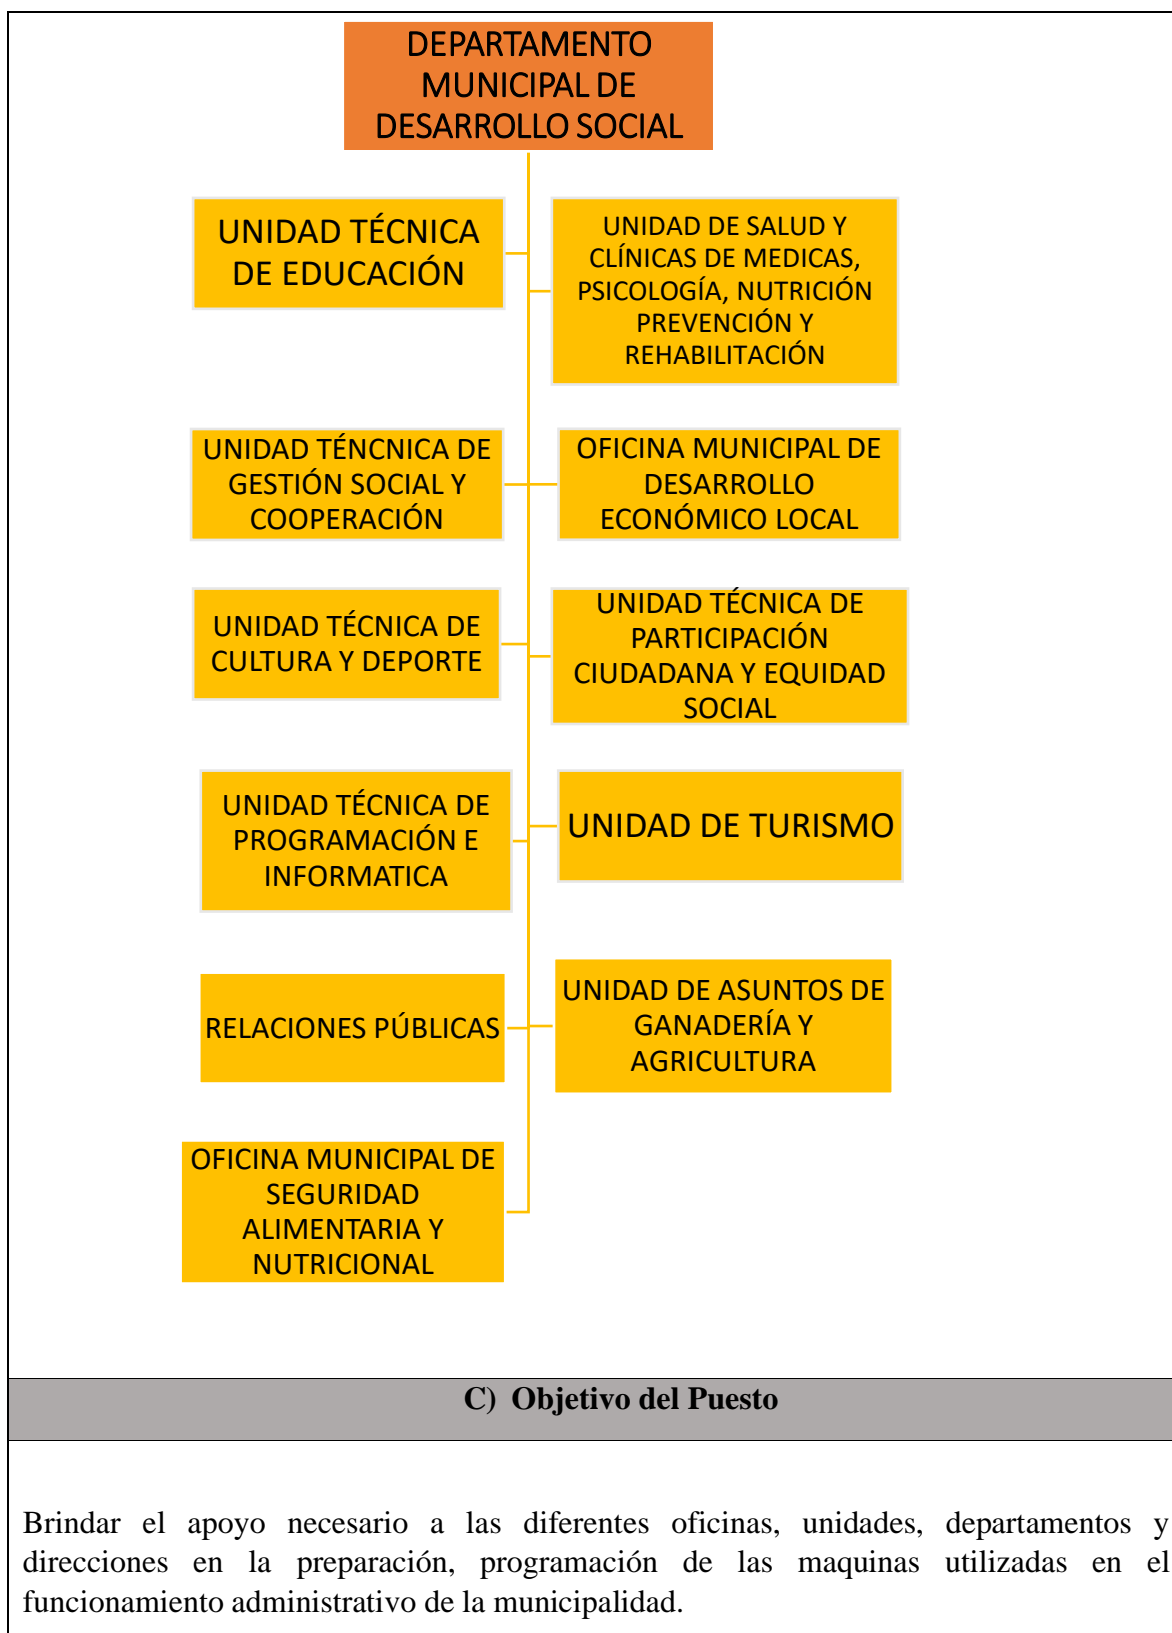 DEPARTAMENTO
MUNICIPAL DE
DESARROLLO SOCIAL
UNIDAD TÉCNICA
DE EDUCACIÓN
UNIDAD DE SALUD Y
CLÍNICAS DE MEDICAS,
PSICOLOGÍA, NUTRICIÓN
PREVENCIÓN Y
REHABILITACIÓN
UNIDAD TÉNCNICA DE
GESTIÓN SOCIAL Y
COOPERACIÓN
OFICINA MUNICIPAL DE
DESARROLLO
ECONÓMICO LOCAL
UNIDAD TÉCNICA DE
CULTURA Y DEPORTE
UNIDAD TÉCNICA DE
PARTICIPACIÓN
CIUDADANA Y EQUIDAD
SOCIAL
UNIDAD TÉCNICA DE
PROGRAMACIÓN E
INFORMATICA
UNIDAD DE TURISMO
RELACIONES PÚBLICAS
UNIDAD DE ASUNTOS DE
GANADERÍA Y
AGRICULTURA
OFICINA MUNICIPAL DE
SEGURIDAD
ALIMENTARIA Y
NUTRICIONAL
C) Objetivo del Puesto
Brindar el apoyo necesario a las diferentes oficinas, unidades, departamentos y
direcciones en la preparación, programación de las maquinas utilizadas en el
funcionamiento administrativo de la municipalidad.